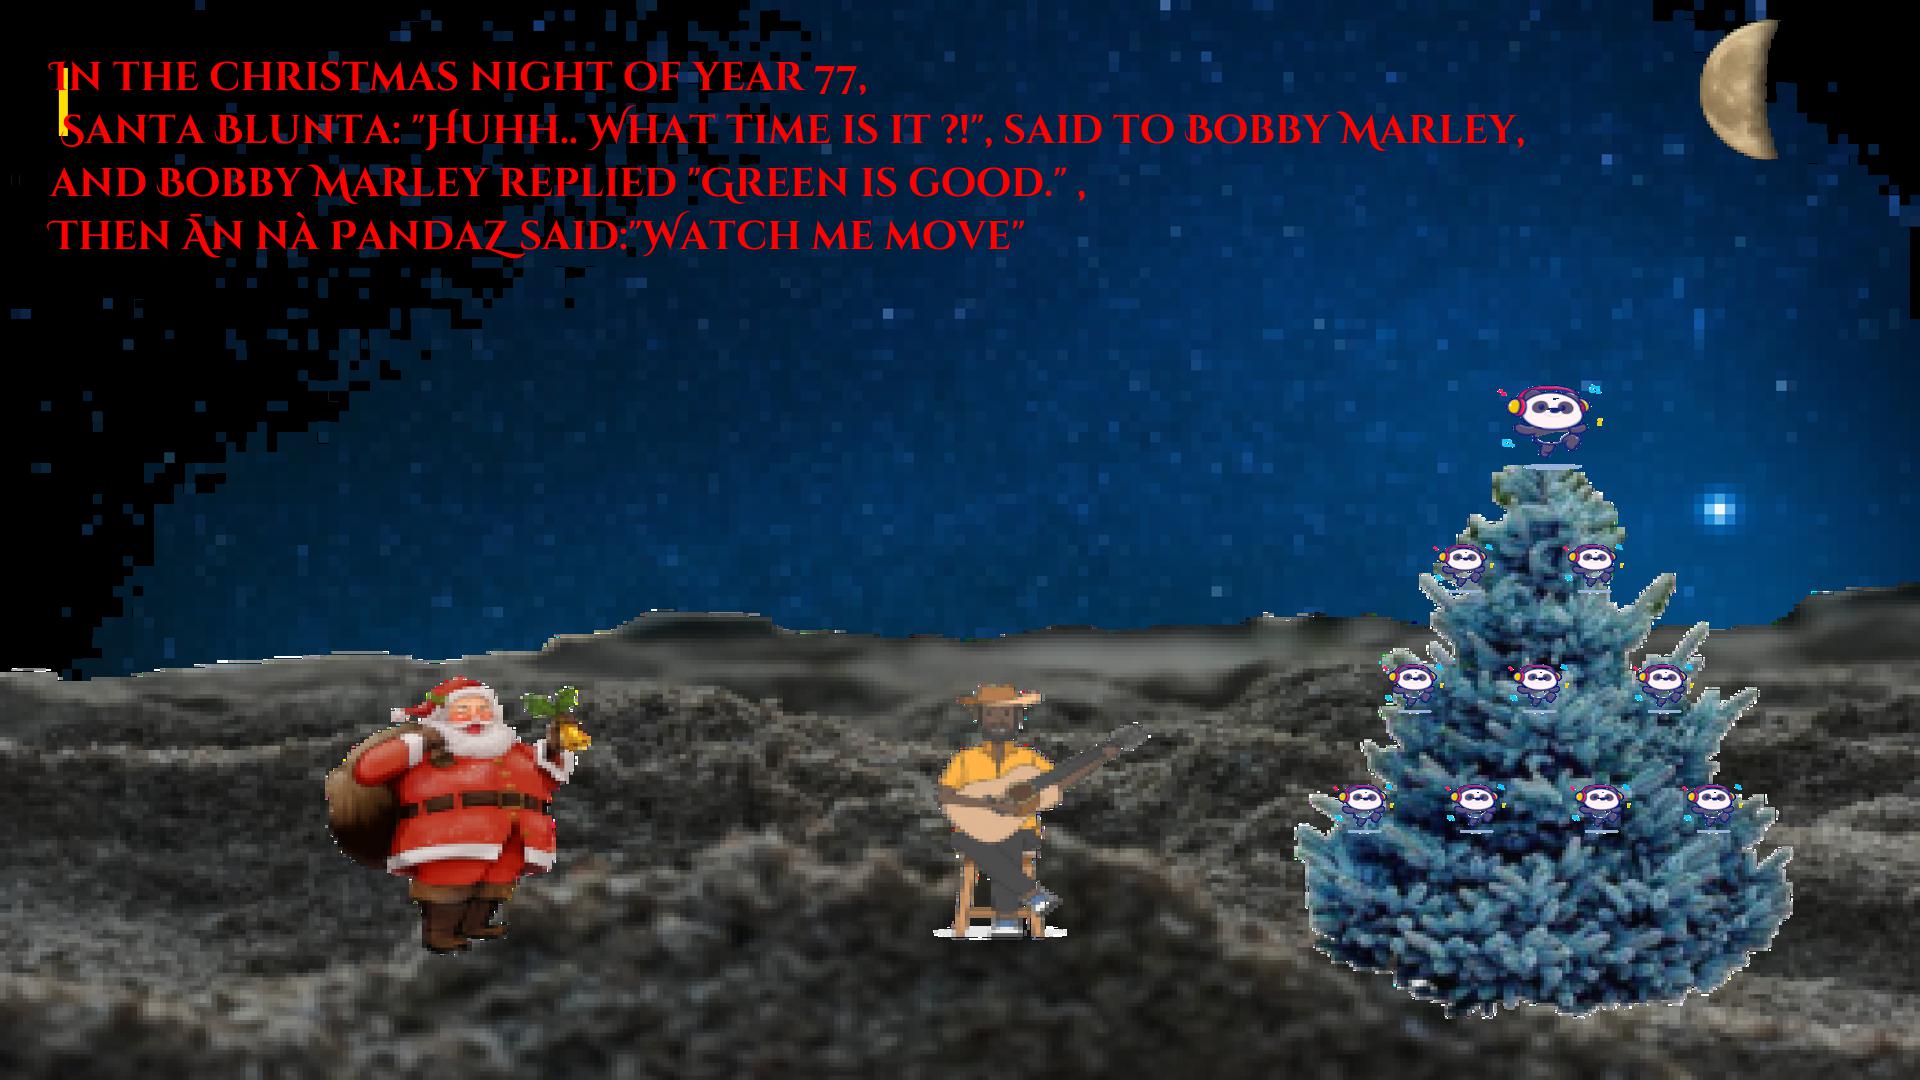 In the Christmas night of year 77,
Santa Blunta: "Huhh.. What time is it ?!", said to Bobby Marley,
and Bobby Marley replied "Green is good." ,
Then Ān Nà PandaZ said:"Watch me move"